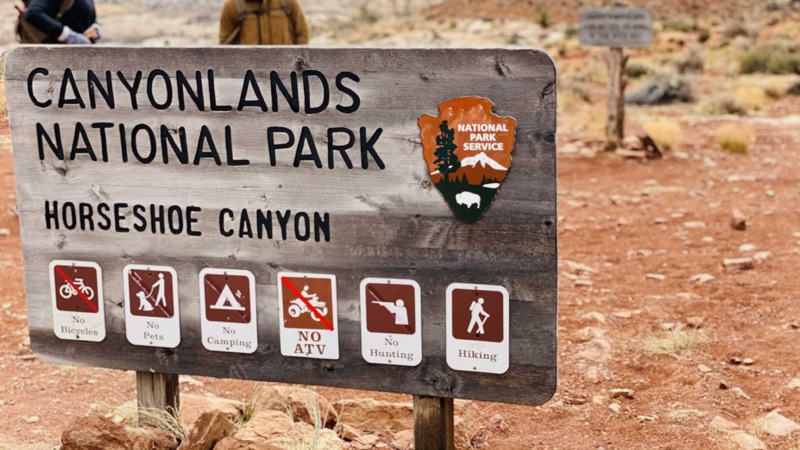 CANYONLANDS
NATIONAL PARK
NATIONAL
PARK
SERVICE
HORSESHOE CANYON
No
Bicycles
No
Pets
No
Camping
NO
ATV
No
Hunting
Hiking